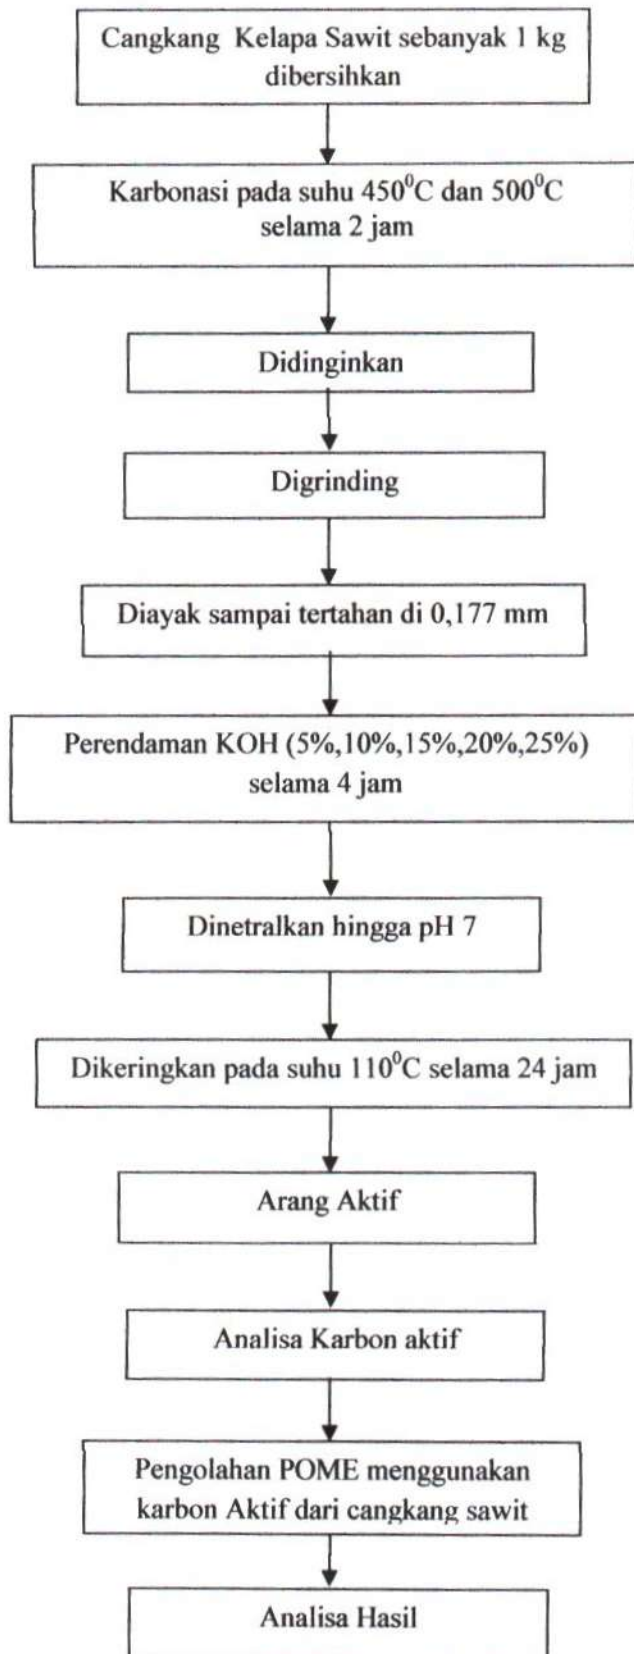 Cangkang Kelapa Sawit sebanyak 1 kg
dibersihkan
Karbonasi pada suhu 450⁰C dan 500⁰C
selama 2 jam
Didinginkan
Digrinding
Diayak sampai tertahan di 0,177 mm
Perendaman KOH (5%,10%,15%,20%,25%)
selama 4 jam
Dinetralkan hingga pH 7
Dikeringkan pada suhu 110⁰C selama 24 jam
Arang Aktif
Analisa Karbon aktif
Pengolahan POME menggunakan
karbon Aktif dari cangkang sawit
Analisa Hasil